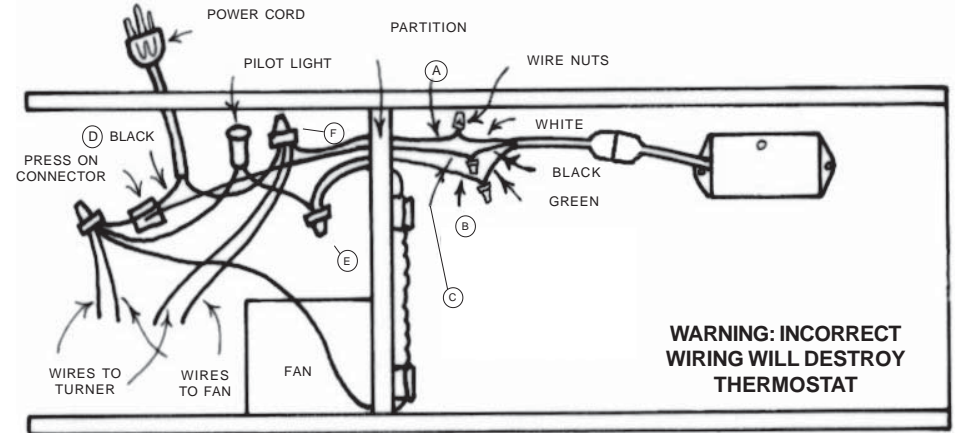 POWER CORD
PARTITION
PILOT LIGHT
A
WIRE NUTS
D BLACK
F
WHITE
PRESS ON
CONNECTOR
BLACK
GREEN
B
E
C
WARNING: INCORRECT
WIRING WILL DESTROY
THERMOSTAT
WIRES TO
TURNER
WIRES
TO FAN
FAN